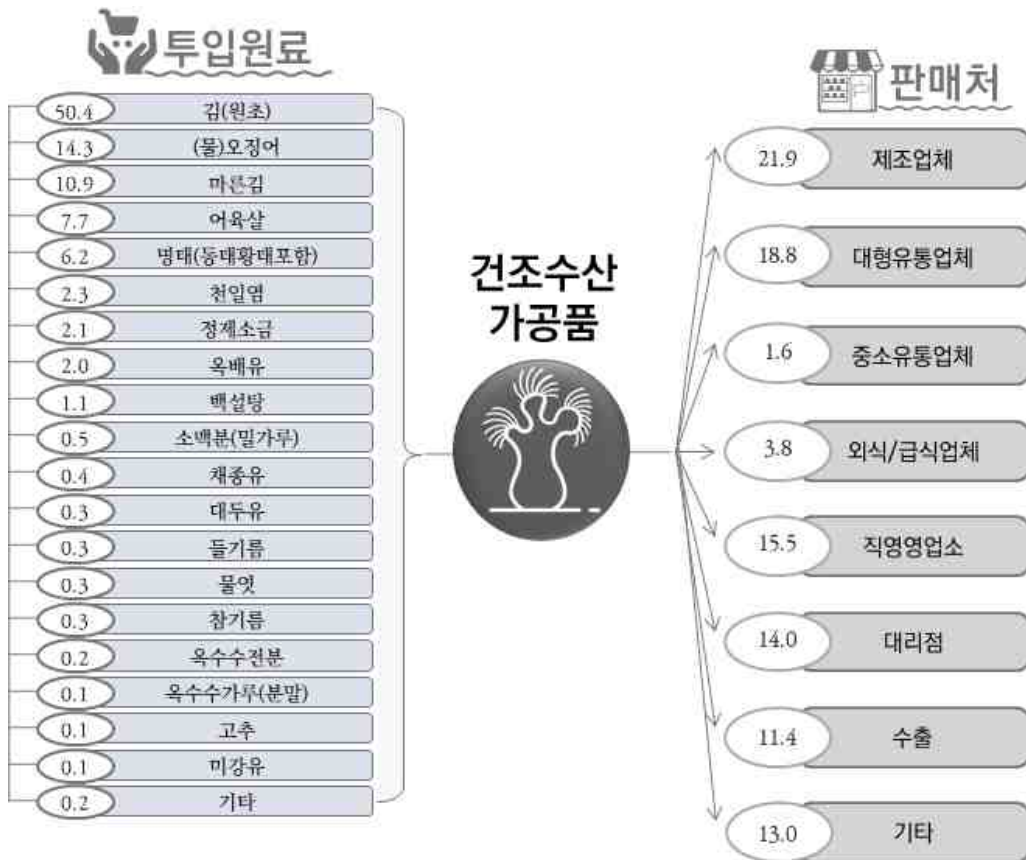 투입원료
50.4 김(원초)
14.3 (물)오징어
10.9 마른김
7.7 어육살
6.2 명태(동태황태포함)
2.3 천일염
2.1 정제소금
2.0 옥배유
1.1 백설탕
0.5 소맥분(밀가루)
0.4 채종유
0.3 대두유
0.3 들기름
0.3 물엿
0.3 참기름
0.2 옥수수전분
0.1 옥수수가루(분말)
0.1 고추
0.1 미강유
0.2 기타
건조수산
가공품
판매처
21.9 제조업체
18.8 대형유통업체
1.6 중소유통업체
3.8 외식/급식업체
15.5 직영영업소
14.0 대리점
11.4 수출
13.0 기타